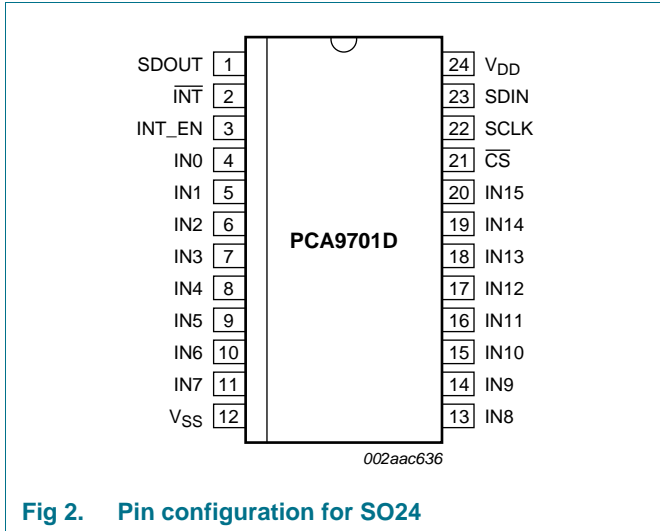 SDOUT 1 24 VDD
INT 2 23 SDIN
INT_EN 3 22 SCLK
IN0 4 21 CS
IN1 5 20 IN15
IN2 6 19 IN14
IN3 7 18 IN13
PCA9701D
IN4 8 17 IN12
IN5 9 16 IN11
IN6 10 15 IN10
IN7 11 14 IN9
VSS 12 13 IN8
002aac636
Fig 2. Pin configuration for SO24